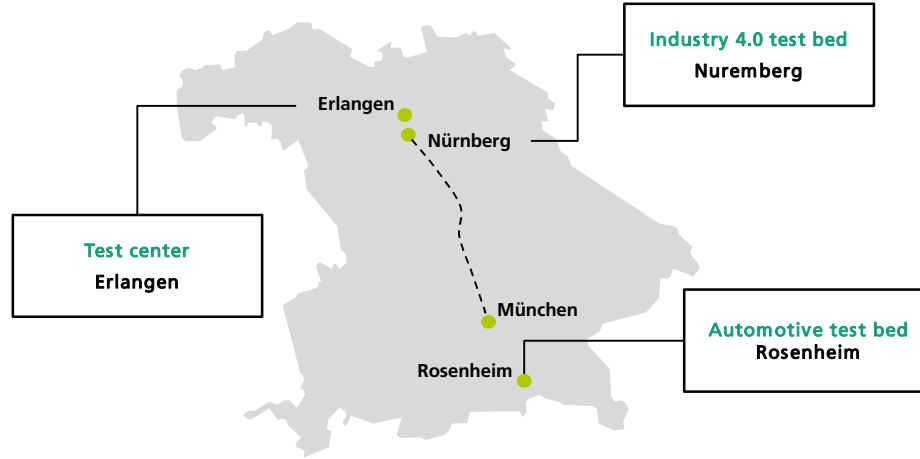 Industry 4.0 test bed
Nuremberg
Erlangen
Nürnberg
Test center
Erlangen
München
Automotive test bed
Rosenheim
Rosenheim